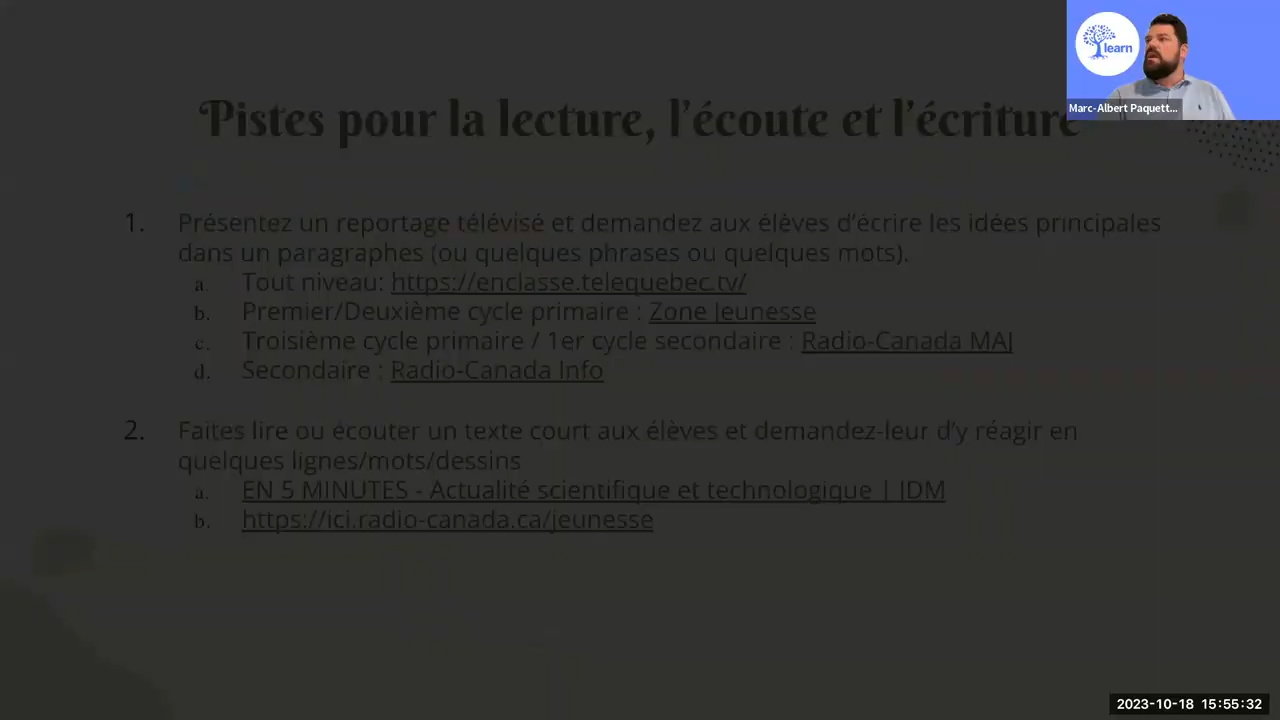 learn
Marc-Albert Paquett...
Pistes pour la lecture, l'écoute et l'écriture
1. Présentez un reportage télévisé et demandez aux élèves d'écrire les idées principales
dans un paragraphes (ou quelques phrases ou quelques mots).
a. Tout niveau: https://enclasse.telequebec.tv/
b. Premier/Deuxième cycle primaire : Zone Jeunesse
c. Troisième cycle primaire / 1er cycle secondaire : Radio-Canada MAJ
d. Secondaire : Radio-Canada Info
2. Faites lire ou écouter un texte court aux élèves et demandez-leur d'y réagir en
quelques lignes/mots/dessins
a. EN 5 MINUTES - Actualité scientifique et technologique | JDM
b. https://ici.radio-canada.ca/jeunesse
2023-10-18 15:55:32